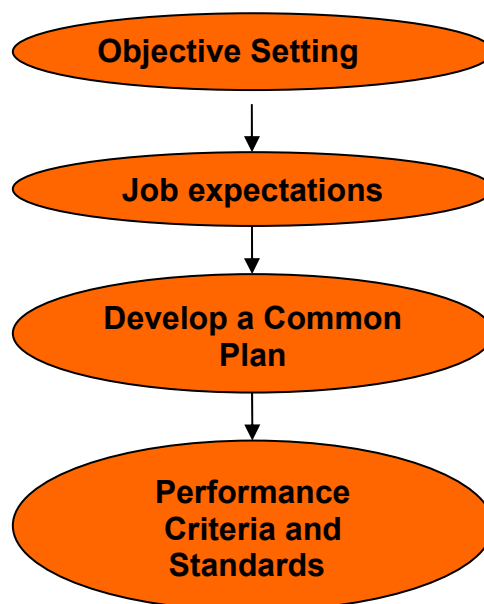 Objective Setting
Job expectations
Develop a Common
Plan
Performance
Criteria and
Standards